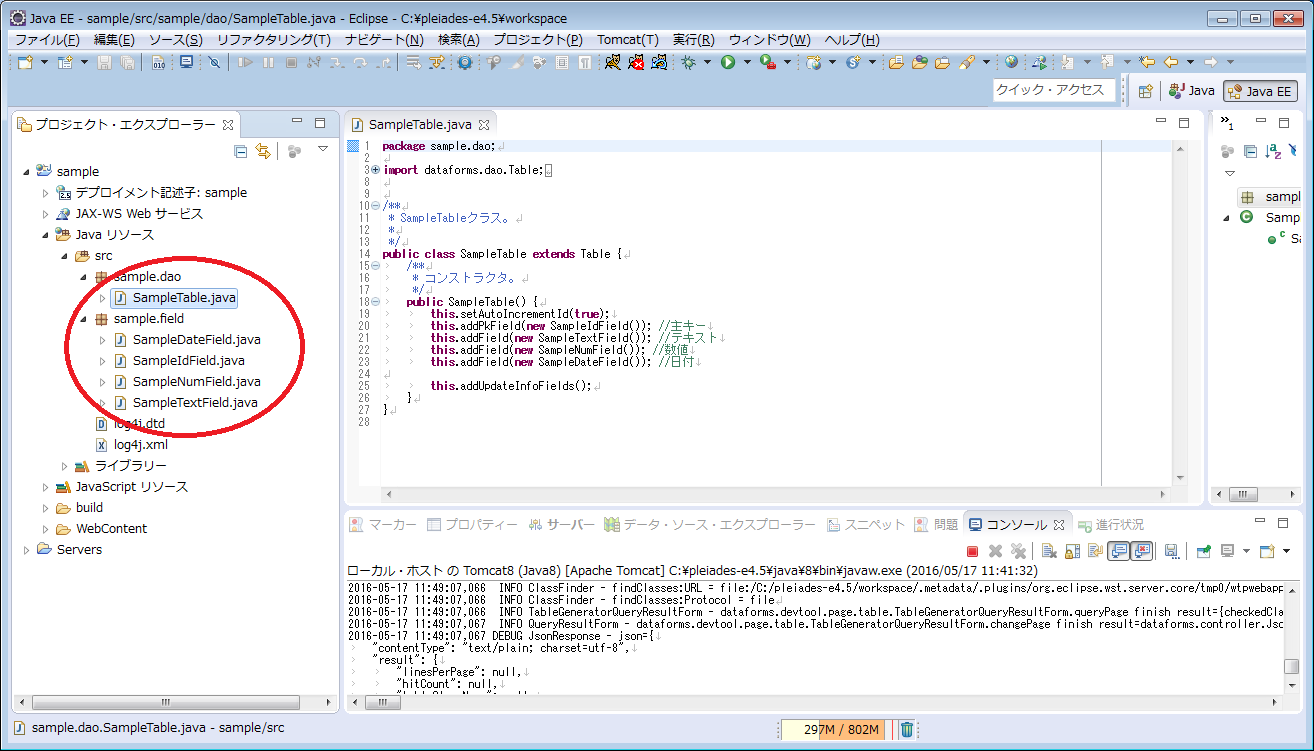 Java EE - sample/src/sample/dao/SampleTable.java - Eclipse - C:¥pleiades-e4.5¥workspace
ファイル(F) 編集(E) ソース(S) リファクタリング(T) ナビゲート(N) 検索(A) プロジェクト(P) Tomcat(T) 実行(R) ウィンドウ(W) ヘルプ(H)
クイック・アクセス
Java
Java EE
プロジェクト・エクスプローラー
sample
デプロイメント記述子: sample
JAX-WS Web サービス
Java リソース
src
sample.dao
SampleTable.java
sample.field
SampleDateField.java
SampleIdField.java
SampleNumField.java
SampleTextField.java
log4j.dtd
log4j.xml
ライブラリー
JavaScript リソース
build
WebContent
Servers
SampleTable.java
1 package sample.dao;
2
3 import dataforms.dao.Table;
8
9
10 /**
11 * SampleTableクラス。
12 *
13 */
14 public class SampleTable extends Table {
15 /**
16 * コンストラクタ。
17 */
18 public SampleTable() {
19 this.setAutoIncrementId(true);
20 this.addPkField(new SampleIdField()); //主キー
21 this.addField(new SampleTextField()); //テキスト
22 this.addField(new SampleNumField()); //数値
23 this.addField(new SampleDateField()); //日付
24
25 this.addUpdateInfoFields();
26 }
27 }
28
sampl
Samp
Sa
マーカー プロパティー サーバー データ・ソース・エクスプローラー スニペット 問題 コンソール 進行状況
ローカル・ホスト の Tomcat8 (Java8) [Apache Tomcat] C:¥pleiades-e4.5¥java¥8¥bin¥javaw.exe (2016/05/17 11:41:32)
2016-05-17 11:49:07,066 INFO ClassFinder - findClasses:URL = file:/C:/pleiades-e4.5/workspace/.metadata/.plugins/org.eclipse.wst.server.core/tmp0/wtpwebapp
2016-05-17 11:49:07,066 INFO ClassFinder - findClasses:Protocol = file
2016-05-17 11:49:07,066 INFO TableGeneratorQueryResultForm - dataforms.devtool.page.table.TableGeneratorQueryResultForm.queryPage finish result={checkedCla
2016-05-17 11:49:07,067 INFO QueryResultForm - dataforms.devtool.page.table.TableGeneratorQueryResultForm.changePage finish result=dataforms.controller.Jso
2016-05-17 11:49:07,067 DEBUG JsonResponse - json={
"contentType": "text/plain; charset=utf-8",
"result": {
"linesPerPage": null,
"hitCount": null,
sample.dao.SampleTable.java - sample/src
297M / 802M